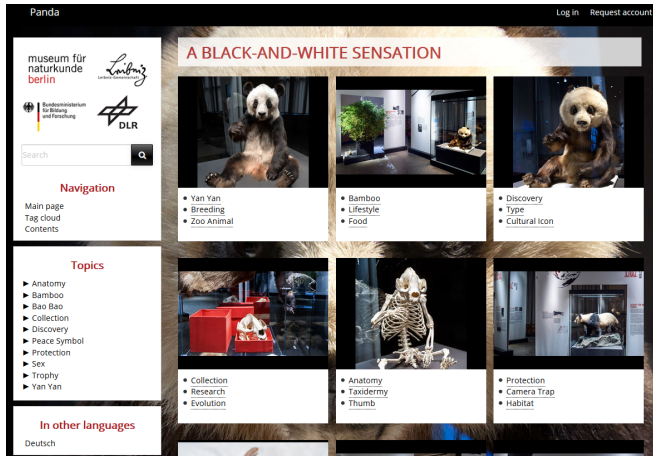 Panda
Log in
Request account
museum für
naturkunde
berlin
Leibniz
Leibniz-Gemeinschaft
Bundesministerium
für Bildung
und Forschung
DLR
Search
Navigation
Main page
Tag cloud
Contents
Topics
► Anatomy
► Bamboo
► Bao Bao
► Collection
► Discovery
► Peace Symbol
► Protection
► Sex
► Trophy
► Yan Yan
In other languages
Deutsch
A BLACK-AND-WHITE SENSATION
• Yan Yan
• Breeding
• Zoo Animal
• Bamboo
• Lifestyle
• Food
• Discovery
• Type
• Cultural Icon
• Collection
• Research
• Evolution
• Anatomy
• Taxidermy
• Thumb
• Protection
• Camera Trap
• Habitat